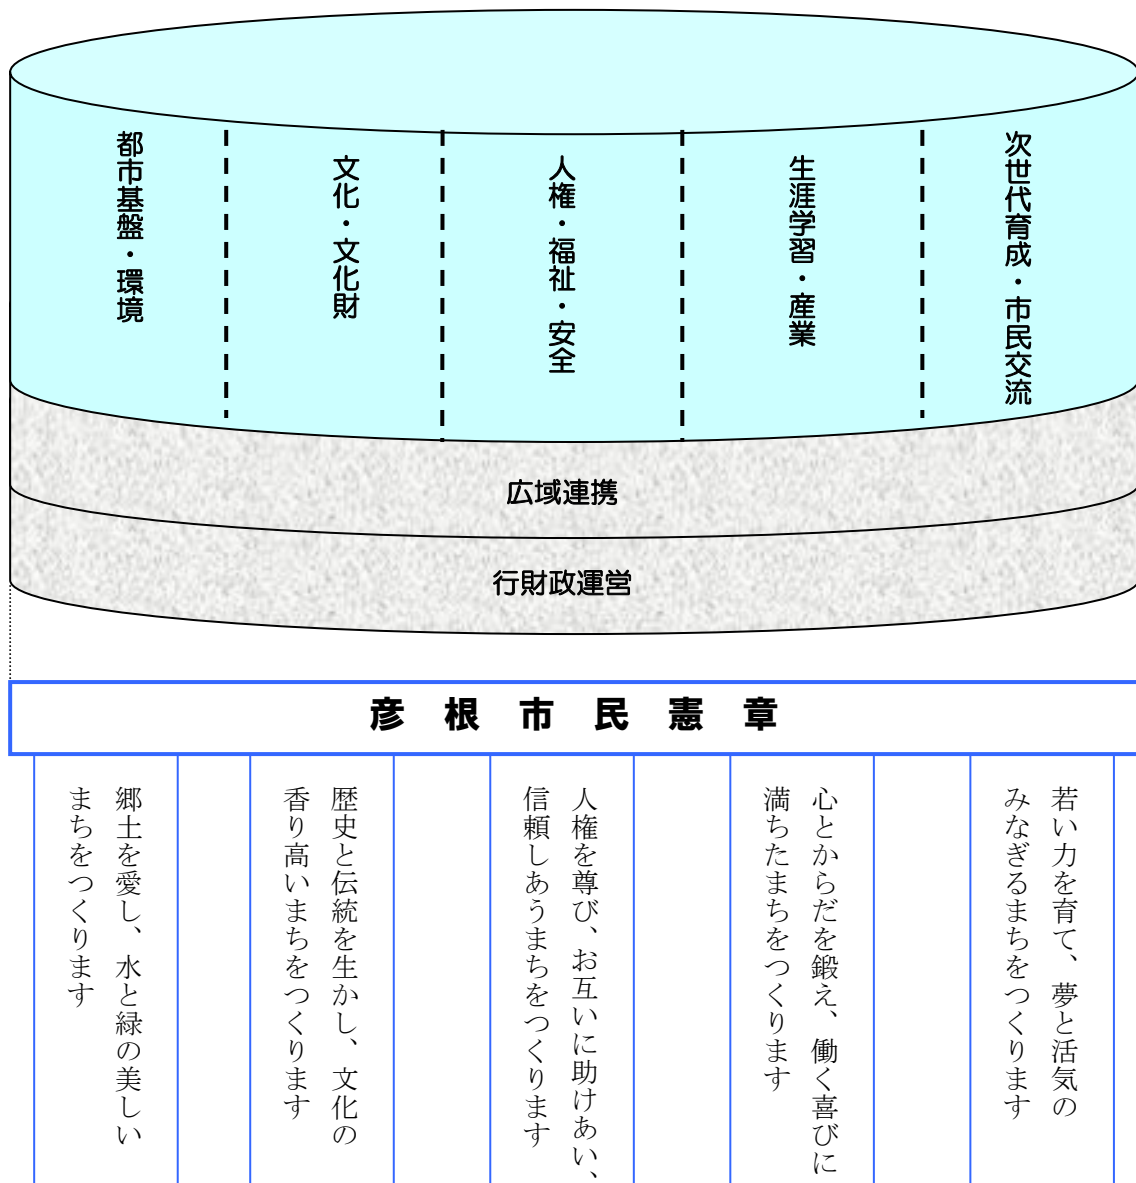 都市基盤・環境
文化・文化財
人権・福祉・安全
生涯学習・産業
次世代育成・市民交流
広域連携
行財政運営
彦根市民憲章
郷土を愛し、水と緑の美しい
まちをつくります
歴史と伝統を生かし、文化の
香り高いまちをつくります
人権を尊び、お互いに助けあい、
信頼しあうまちをつくります
心とからだを鍛え、働く喜びに
満ちたまちをつくります
若い力を育て、夢と活気の
みなぎるまちをつくります